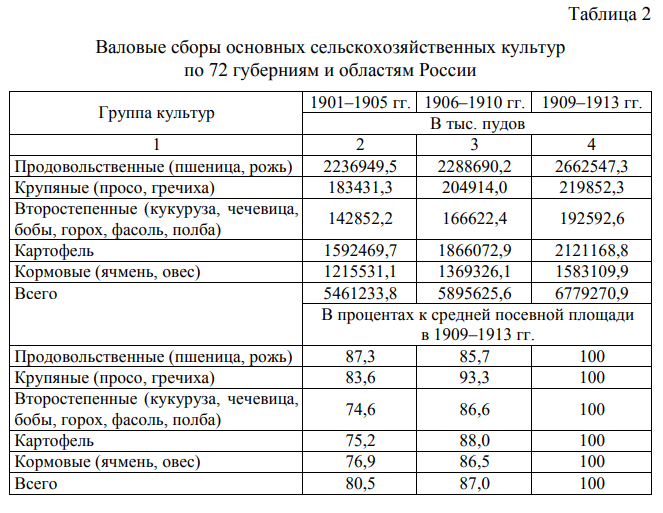 Таблица 2
Валовые сборы основных сельскохозяйственных культур
по 72 губерниям и областям России
Группа культур 1901–1905 гг. 1906–1910 гг. 1909–1913 гг.
В тыс. пудов
1 2 3 4
Продовольственные (пшеница, рожь) 2236949,5 2288690,2 2662547,3
Крупяные (просо, гречиха) 183431,3 204914,0 219852,3
Второстепенные (кукуруза, чечевица,
бобы, горох, фасоль, полба) 142852,2 166622,4 192592,6
Картофель 1592469,7 1866072,9 2121168,8
Кормовые (ячмень, овес) 1215531,1 1369326,1 1583109,9
Всего 5461233,8 5895625,6 6779270,9
В процентах к средней посевной площади
в 1909–1913 гг.
Продовольственные (пшеница, рожь) 87,3 85,7 100
Крупяные (просо, гречиха) 83,6 93,3 100
Второстепенные (кукуруза, чечевица,
бобы, горох, фасоль, полба) 74,6 86,6 100
Картофель 75,2 88,0 100
Кормовые (ячмень, овес) 76,9 86,5 100
Всего 80,5 87,0 100